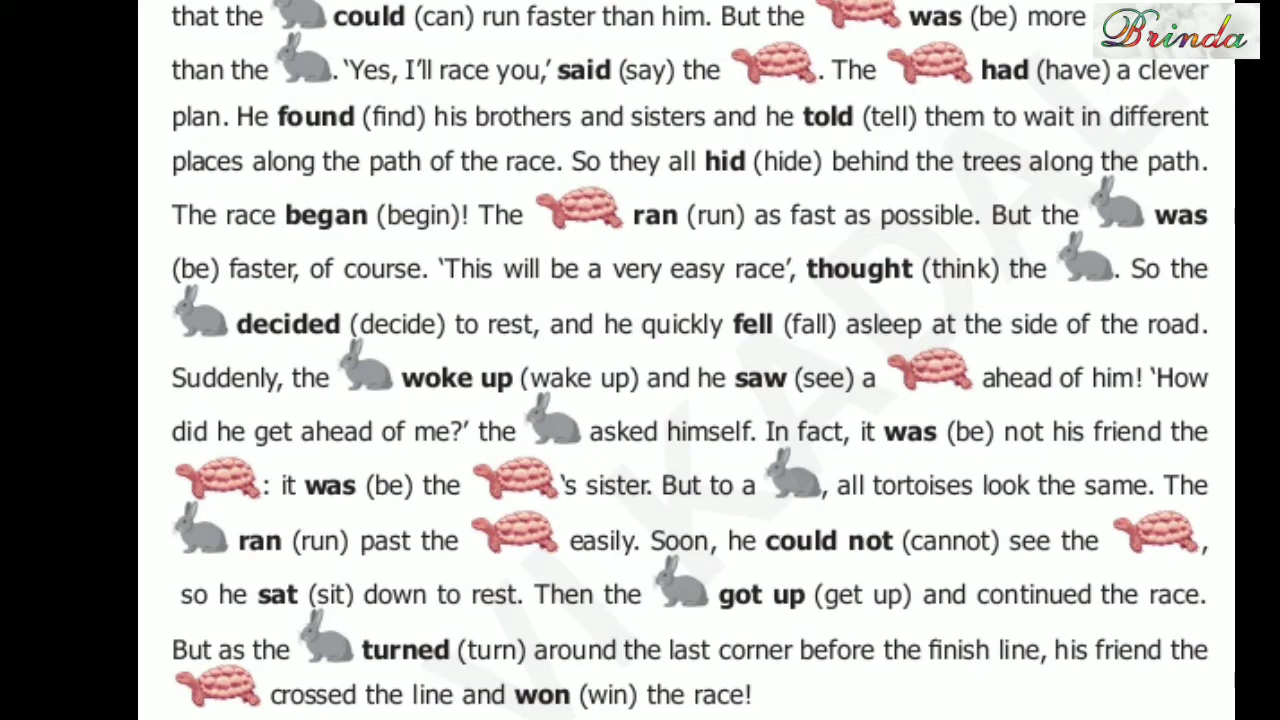 that the could (can) run faster than him. But the was (be) more
Brinda
than the . ‘Yes, I’ll race you,’ said (say) the . The had (have) a clever
plan. He found (find) his brothers and sisters and he told (tell) them to wait in different
places along the path of the race. So they all hid (hide) behind the trees along the path.
The race began (begin)! The ran (run) as fast as possible. But the was
(be) faster, of course. ‘This will be a very easy race’, thought (think) the . So the
decided (decide) to rest, and he quickly fell (fall) asleep at the side of the road.
Suddenly, the woke up (wake up) and he saw (see) a ahead of him! ‘How
did he get ahead of me?’ the asked himself. In fact, it was (be) not his friend the
: it was (be) the ‘s sister. But to a , all tortoises look the same. The
ran (run) past the easily. Soon, he could not (cannot) see the ,
so he sat (sit) down to rest. Then the got up (get up) and continued the race.
But as the turned (turn) around the last corner before the finish line, his friend the
crossed the line and won (win) the race!